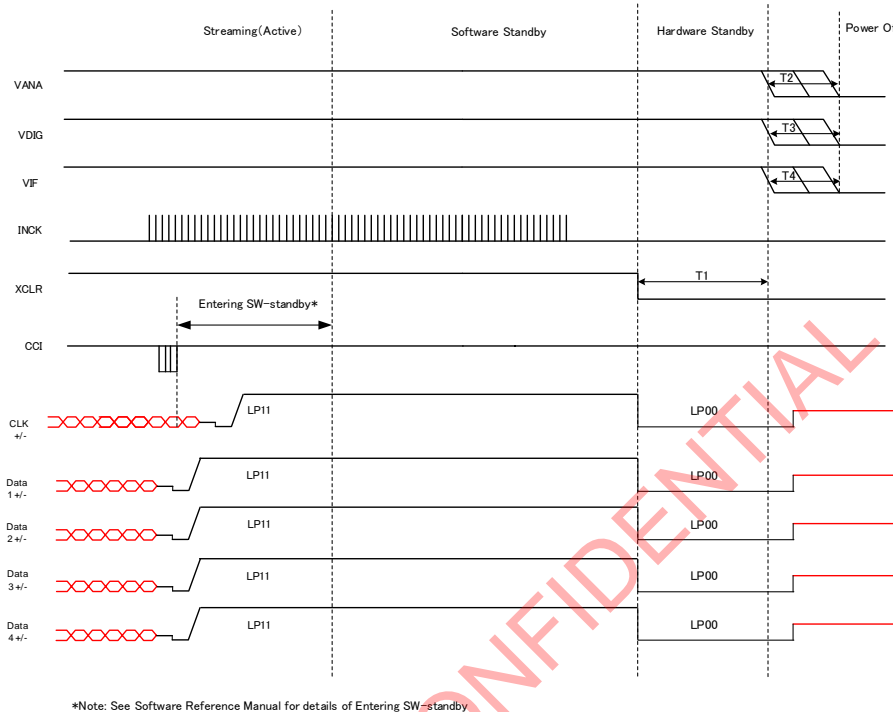 Streaming(Active) Software Standby Hardware Standby Power
VANA T2
VDIG T3
VIF T4
INCK
XCLR T1
Entering SW-standby*
CCI
CLK +/- LP11 LP00
Data 1+/- LP11 LP00
Data 2+/- LP11 LP00
Data 3+/- LP11 LP00
Data 4+/- LP11 LP00
*Note: See Software Reference Manual for details of Entering SW-standby
ONFIDENTIAL